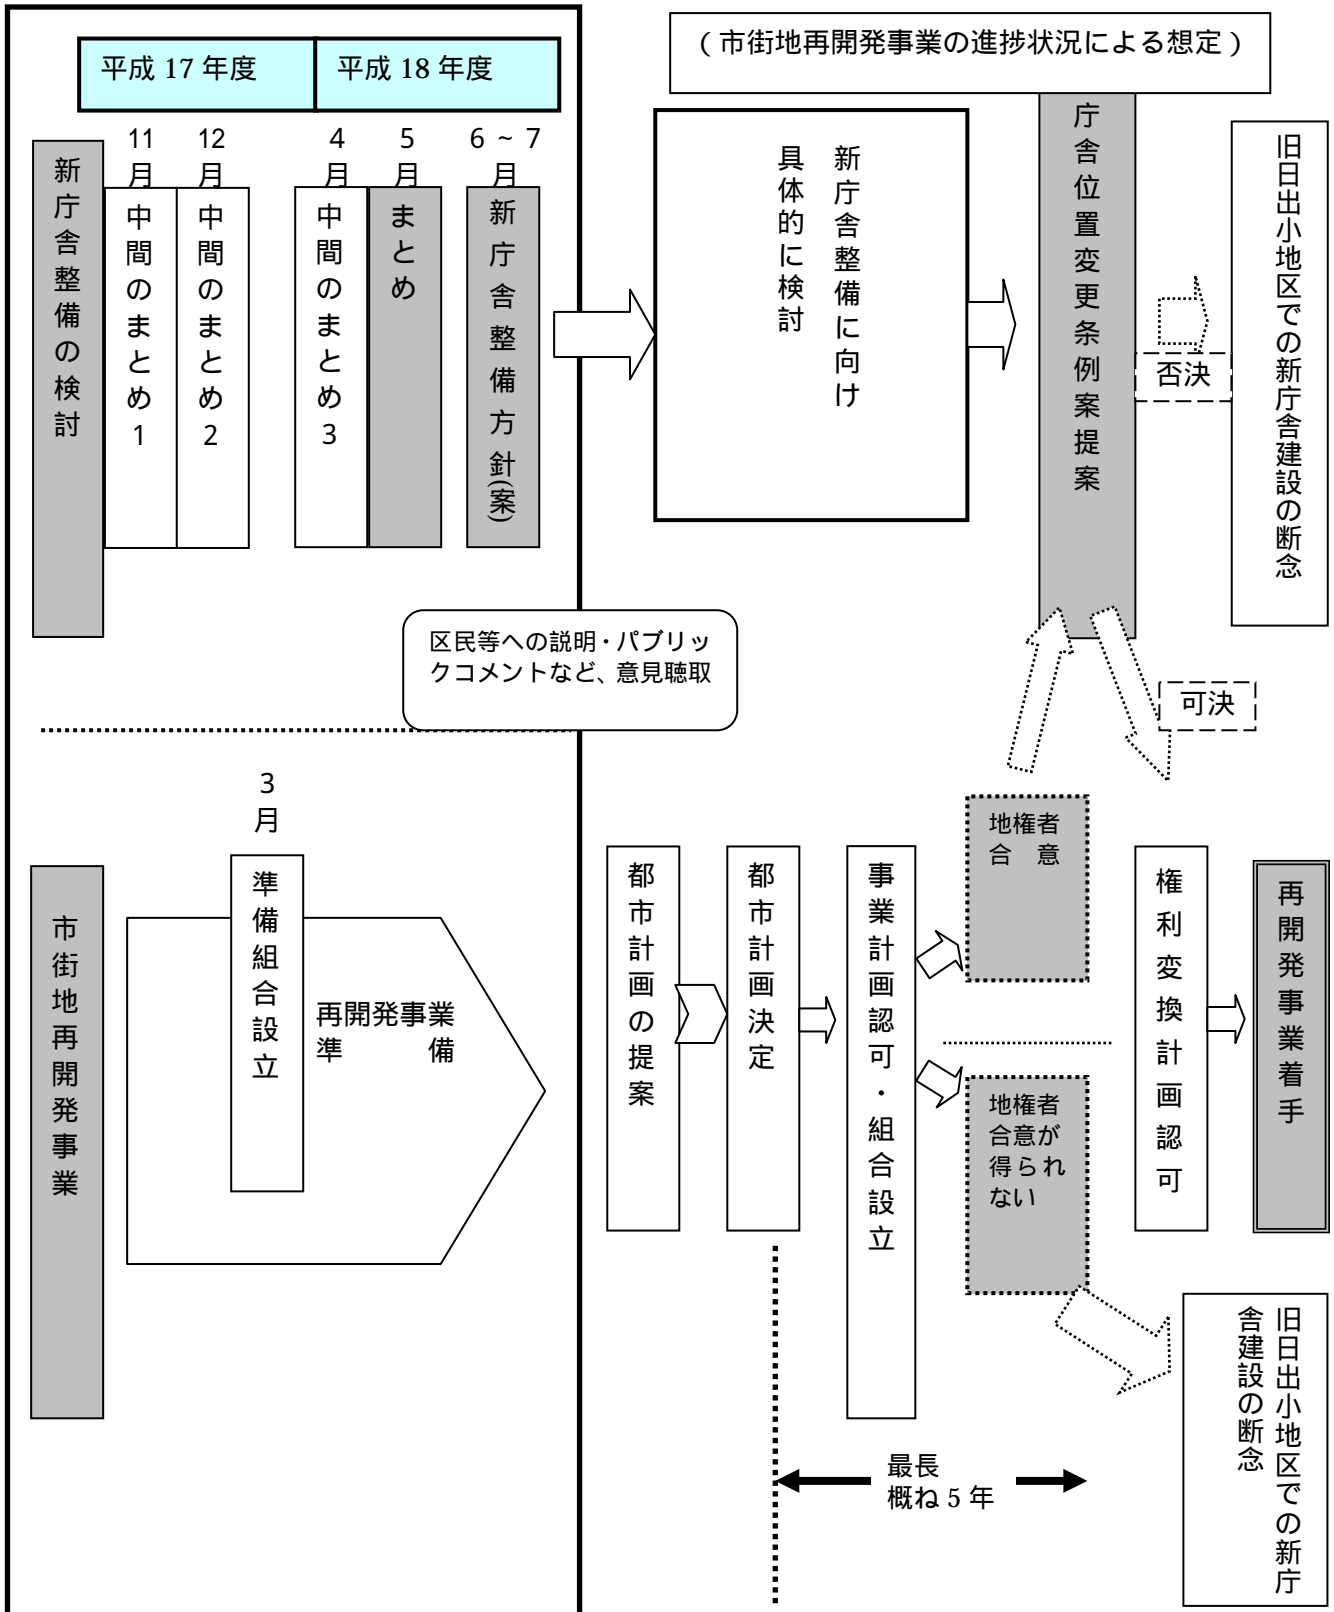 (市街地再開発事業の進捗状況による想定)
平成 17 年度
平成 18 年度
新庁舎整備の検討
11月
中間のまとめ1
12月
中間のまとめ2
4月
中間のまとめ3
5月
まとめ
6～7月
新庁舎整備方針(案)
新庁舎整備に向け
具体的に検討
庁舎位置変更条例案提案
否決
旧日出小地区での新庁舎建設の断念
区民等への説明・パブリッ
クコメントなど、意見聴取
可決
市街地再開発事業
3月
準備組合設立
再開発事業
準　　備
都市計画の提案
都市計画決定
事業計画認可・組合設立
地権者
合　意
地権者
合意が
得られ
ない
権利変換計画認可
再開発事業着手
旧日出小地区での新庁
舎建設の断念
最長
概ね5年